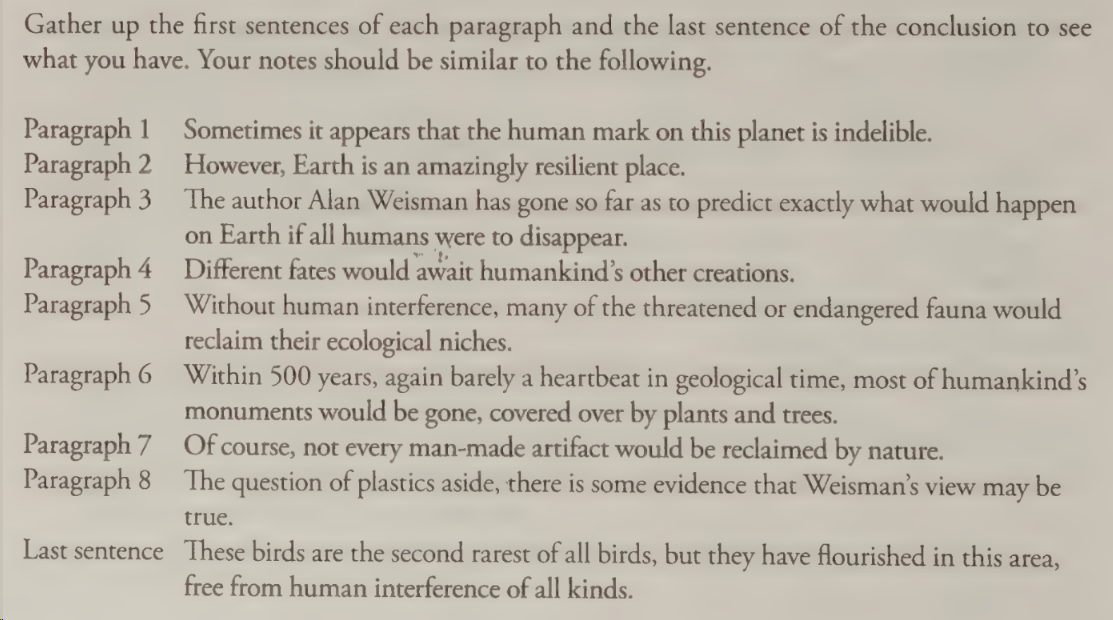 Gather up the first sentences of each paragraph and the last sentence of the conclusion to see
what you have. Your notes should be similar to the following.
Paragraph 1 Sometimes it appears that the human mark on this planet is indelible.
Paragraph 2 However, Earth is an amazingly resilient place.
Paragraph 3 The author Alan Weisman has gone so far as to predict exactly what would happen
on Earth if all humans were to disappear.
Paragraph 4 Different fates would await humankind's other creations.
Paragraph 5 Without human interference, many of the threatened or endangered fauna would
reclaim their ecological niches.
Paragraph 6 Within 500 years, again barely a heartbeat in geological time, most of humankind's
monuments would be gone, covered over by plants and trees.
Paragraph 7 Of course, not every man-made artifact would be reclaimed by nature.
Paragraph 8 The question of plastics aside, there is some evidence that Weisman's view may be
true.
Last sentence These birds are the second rarest of all birds, but they have flourished in this area,
free from human interference of all kinds.